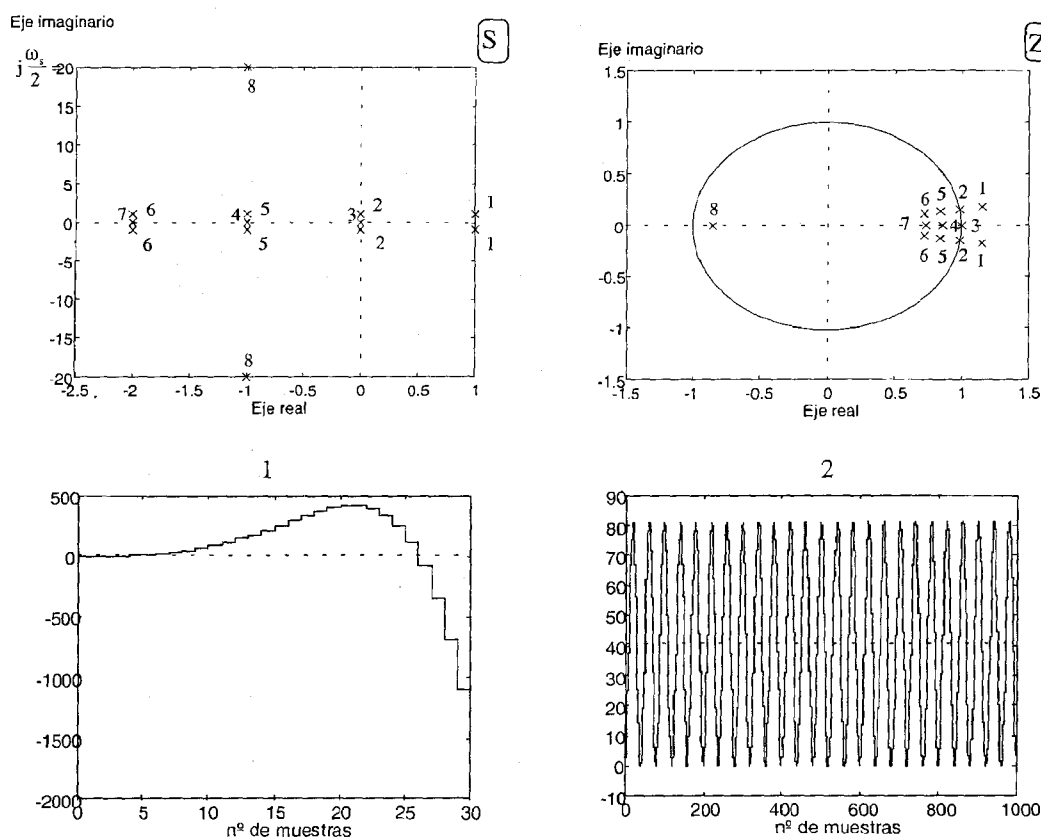 Eje imaginario
S
j ω_s/2
20
15
10
5
0
-5
-10
-15
-20
8
7 6
4 5
3 2
1
6
5
2
1
8
-2.5 -2 -1.5 -1 -0.5 0 0.5 1
Eje real
Eje imaginario
Z
1.5
1
0.5
0
-0.5
-1
-1.5
6 5 2 1
8
7 4 3
6 5 2 1
-1.5 -1 -0.5 0 0.5 1 1.5
Eje real
1
500
0
-500
-1000
-1500
-2000
0 5 10 15 20 25 30
nº de muestras
2
90
80
70
60
50
40
30
20
10
0
-10
0 200 400 600 800 1000
nº de muestras